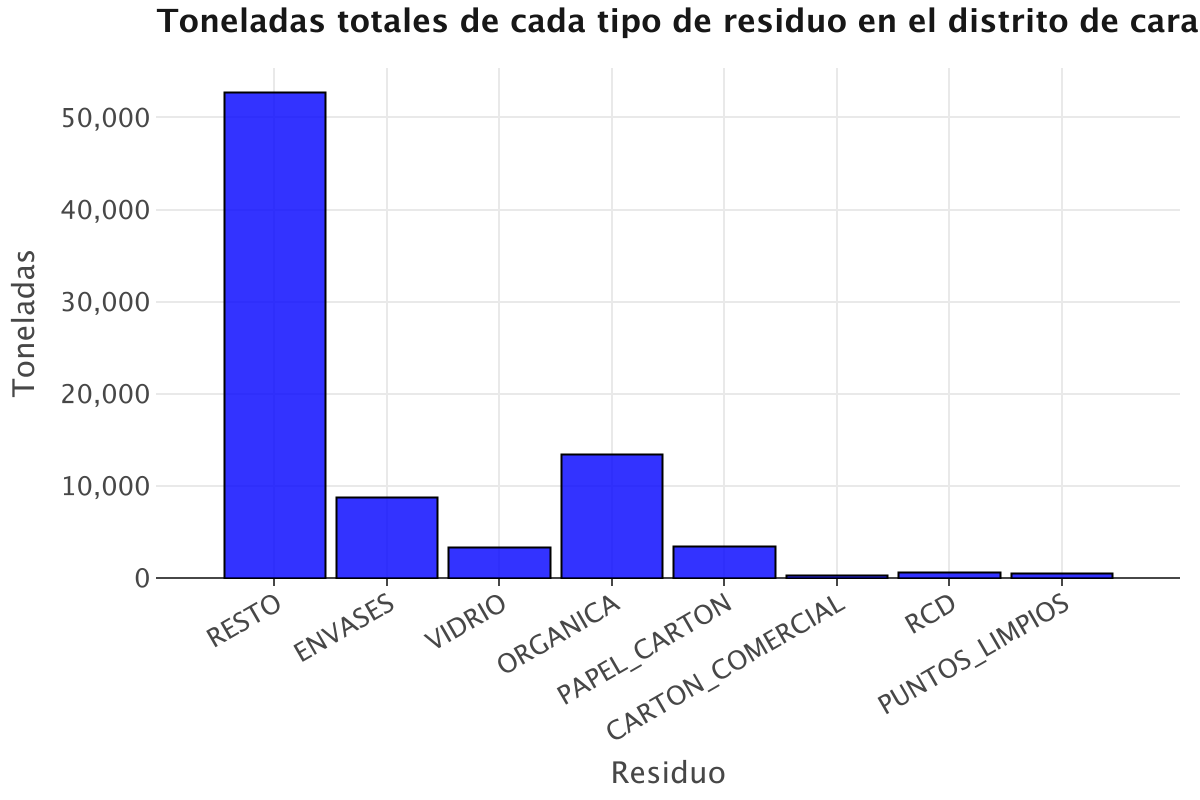 Toneladas totales de cada tipo de residuo en el distrito de cara
50,000
40,000
30,000
20,000
10,000
0
Toneladas
RESTO
ENVASES
VIDRIO
ORGANICA
PAPEL_CARTON
CARTON_COMERCIAL
RCD
PUNTOS_LIMPIOS
Residuo